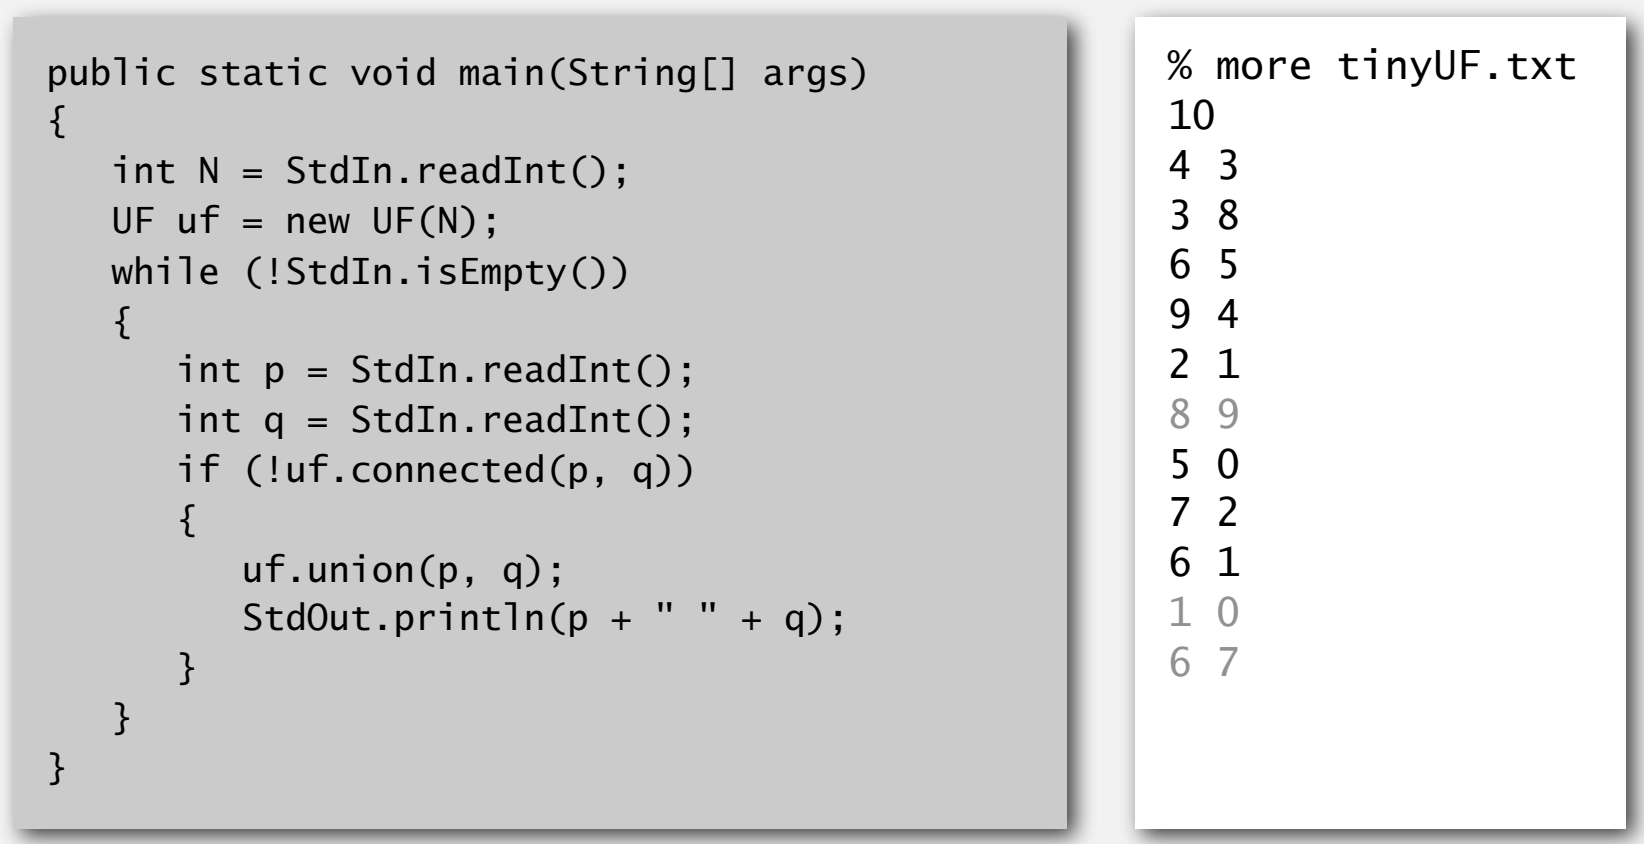 public static void main(String[] args)
{
   int N = StdIn.readInt();
   UF uf = new UF(N);
   while (!StdIn.isEmpty())
   {
      int p = StdIn.readInt();
      int q = StdIn.readInt();
      if (!uf.connected(p, q))
      {
         uf.union(p, q);
         StdOut.println(p + " " + q);
      }
   }
}
% more tinyUF.txt
10
4 3
3 8
6 5
9 4
2 1
8 9
5 0
7 2
6 1
1 0
6 7